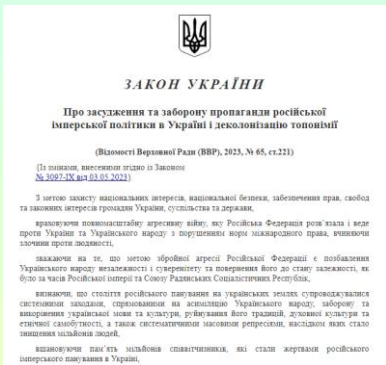 ЗАКОН УКРАЇНИ
Про засудження та заборону пропаганди російської
імперської політики в Україні і деколонізацію топонімії
(Відомості Верховної Ради (ВВР), 2023, № 65, ст.221)
{Із змінами, внесеними згідно із Законом
№ 3097-IX від 03.05.2023}
З метою захисту національних інтересів, національної безпеки, забезпечення прав, свобод
та законних інтересів громадян України, суспільства та держави,
враховуючи повномасштабну агресивну війну, яку Російська Федерація розв'язала і веде
проти України та Українського народу з порушенням норм міжнародного права, вчиняючи
злочини проти людяності,
зважаючи на те, що метою збройної агресії Російської Федерації є позбавлення
Українського народу незалежності і суверенітету та повернення його до стану залежності, як
було за часів Російської імперії та Союзу Радянських Соціалістичних Республік,
визнаючи, що століття російського панування на українських землях супроводжувалися
системними заходами, спрямованими на асиміляцію Українського народу, заборону та
викорінення української мови та культури, руйнування його традицій, духовної культури та
етнічної самобутності, а також систематичними масовими репресіями, наслідком яких стало
знищення мільйонів людей,
вшановуючи пам'ять мільйонів співвітчизників, які стали жертвами російського
імперського панування в Україні,